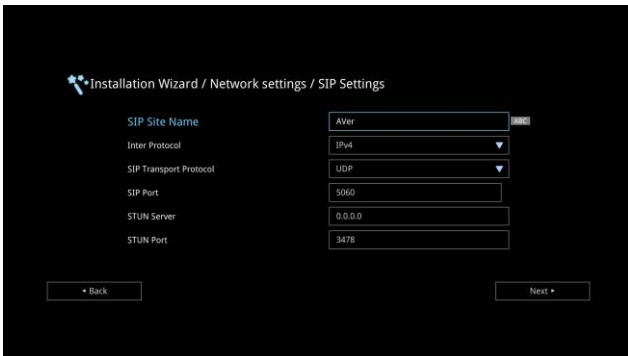 Installation Wizard / Network settings / SIP Settings
SIP Site Name AVer ABC
Inter Protocol IPv4
SIP Transport Protocol UDP
SIP Port 5060
STUN Server 0.0.0.0
STUN Port 3478
Back Next